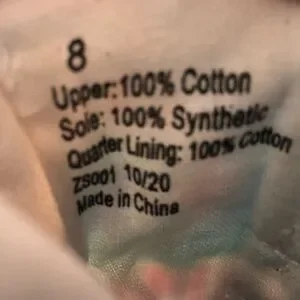 8
Upper:100% Cotton
Sole: 100% Synthetic
Quarter Lining: 100% Cotton
ZS001 10/20
Made in China